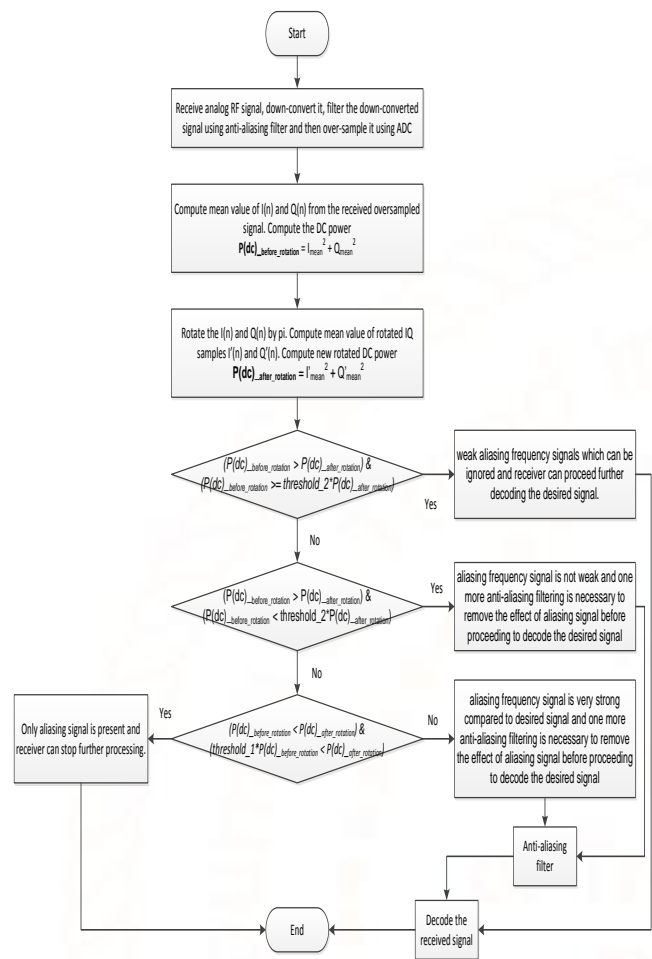 Start
Receive analog RF signal, down-convert it, filter the down-converted
signal using anti-aliasing filter and then over-sample it using ADC
Compute mean value of I(n) and Q(n) from the received oversampled
signal. Compute the DC power
P(dc)_before_rotation = I_mean^2 + Q_mean^2
Rotate the I(n) and Q(n) by pi. Compute mean value of rotated IQ
samples I'(n) and Q'(n). Compute new rotated DC power
P(dc)_after_rotation = I'_mean^2 + Q'_mean^2
(P(dc)_before_rotation > P(dc)_after_rotation) &
(P(dc)_before_rotation >= threshold_2*P(dc)_after_rotation)
Yes
weak aliasing frequency signals which can be
ignored and receiver can proceed further
decoding the desired signal.
No
(P(dc)_before_rotation > P(dc)_after_rotation) &
(P(dc)_before_rotation < threshold_2*P(dc)_after_rotation)
Yes
aliasing frequency signal is not weak and one
more anti-aliasing filtering is necessary to
remove the effect of aliasing signal before
proceeding to decode the desired signal
No
(P(dc)_before_rotation < P(dc)_after_rotation) &
(threshold_1*P(dc)_before_rotation < P(dc)_after_rotation)
Yes
Only aliasing signal is present and
receiver can stop further processing.
No
aliasing frequency signal is very strong
compared to desired signal and one more
anti-aliasing filtering is necessary to remove
the effect of aliasing signal before proceeding
to decode the desired signal
Anti-aliasing
filter
Decode the
received signal
End